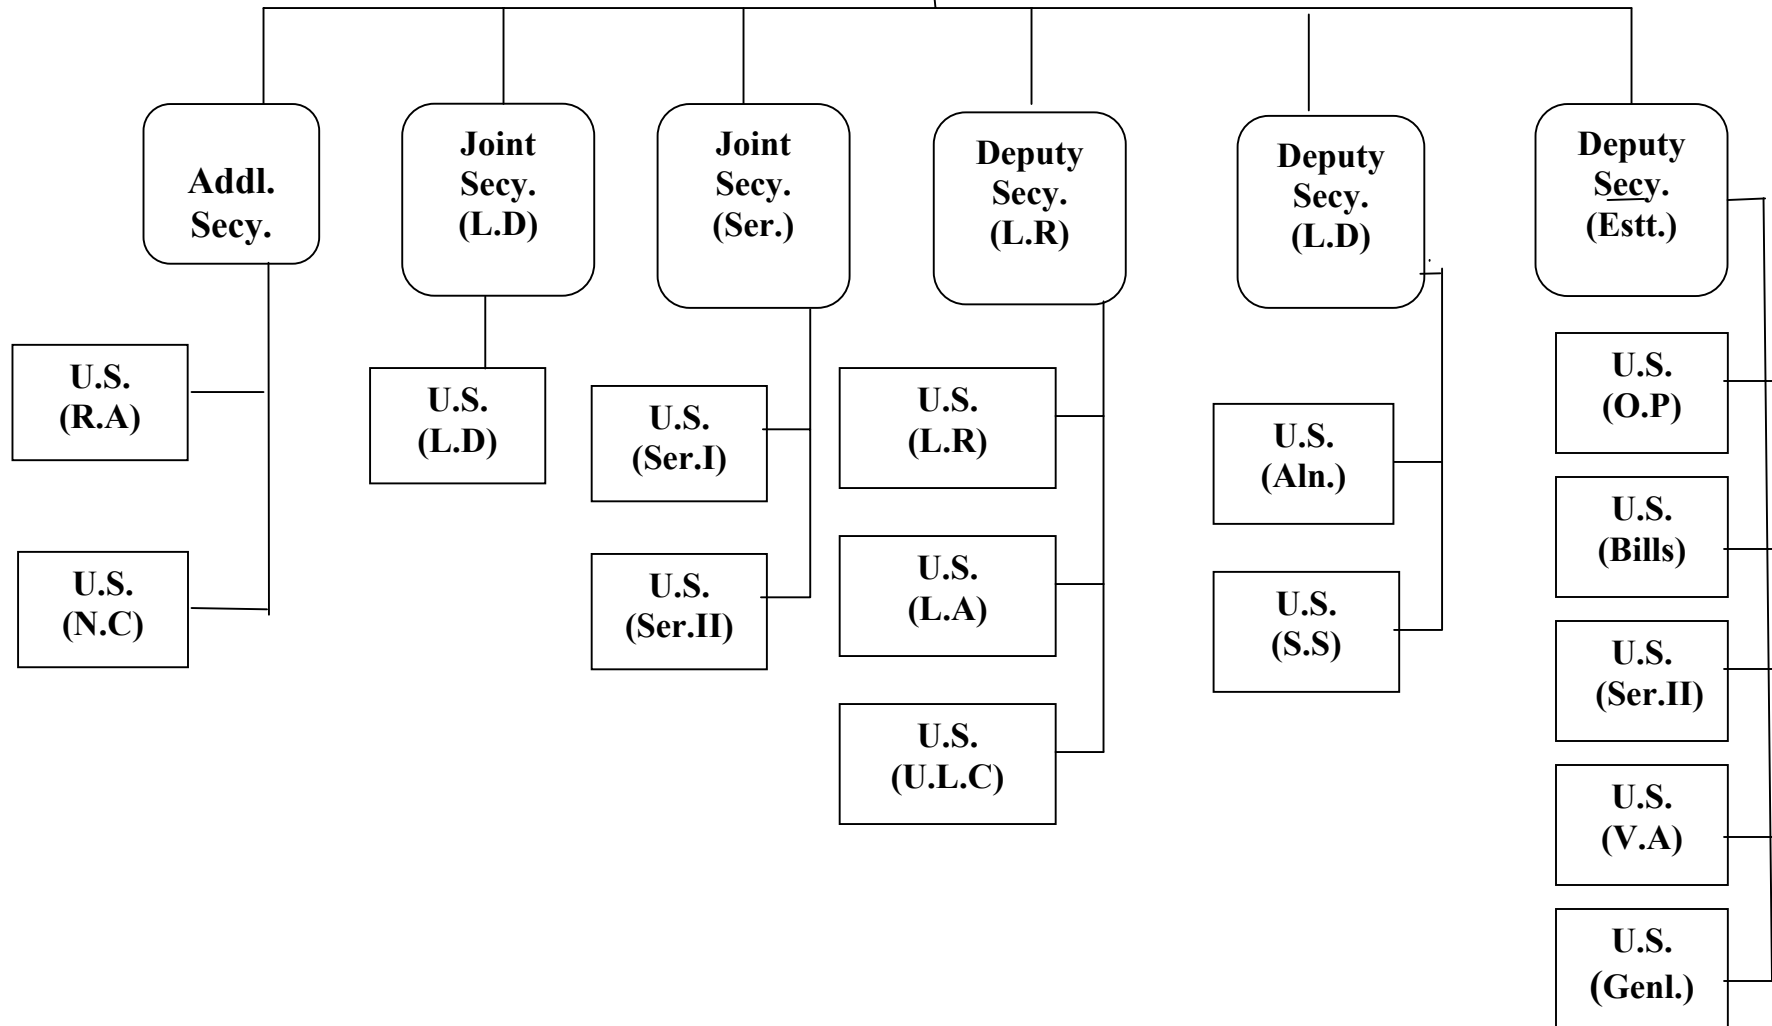 Addl.
Secy.
Joint
Secy.
(L.D)
Joint
Secy.
(Ser.)
Deputy
Secy.
(L.R)
Deputy
Secy.
(L.D)
Deputy
Secy.
(Estt.)
U.S.
(R.A)
U.S.
(N.C)
U.S.
(L.D)
U.S.
(Ser.I)
U.S.
(Ser.II)
U.S.
(L.R)
U.S.
(L.A)
U.S.
(U.L.C)
U.S.
(Aln.)
U.S.
(S.S)
U.S.
(O.P)
U.S.
(Bills)
U.S.
(Ser.II)
U.S.
(V.A)
U.S.
(Genl.)